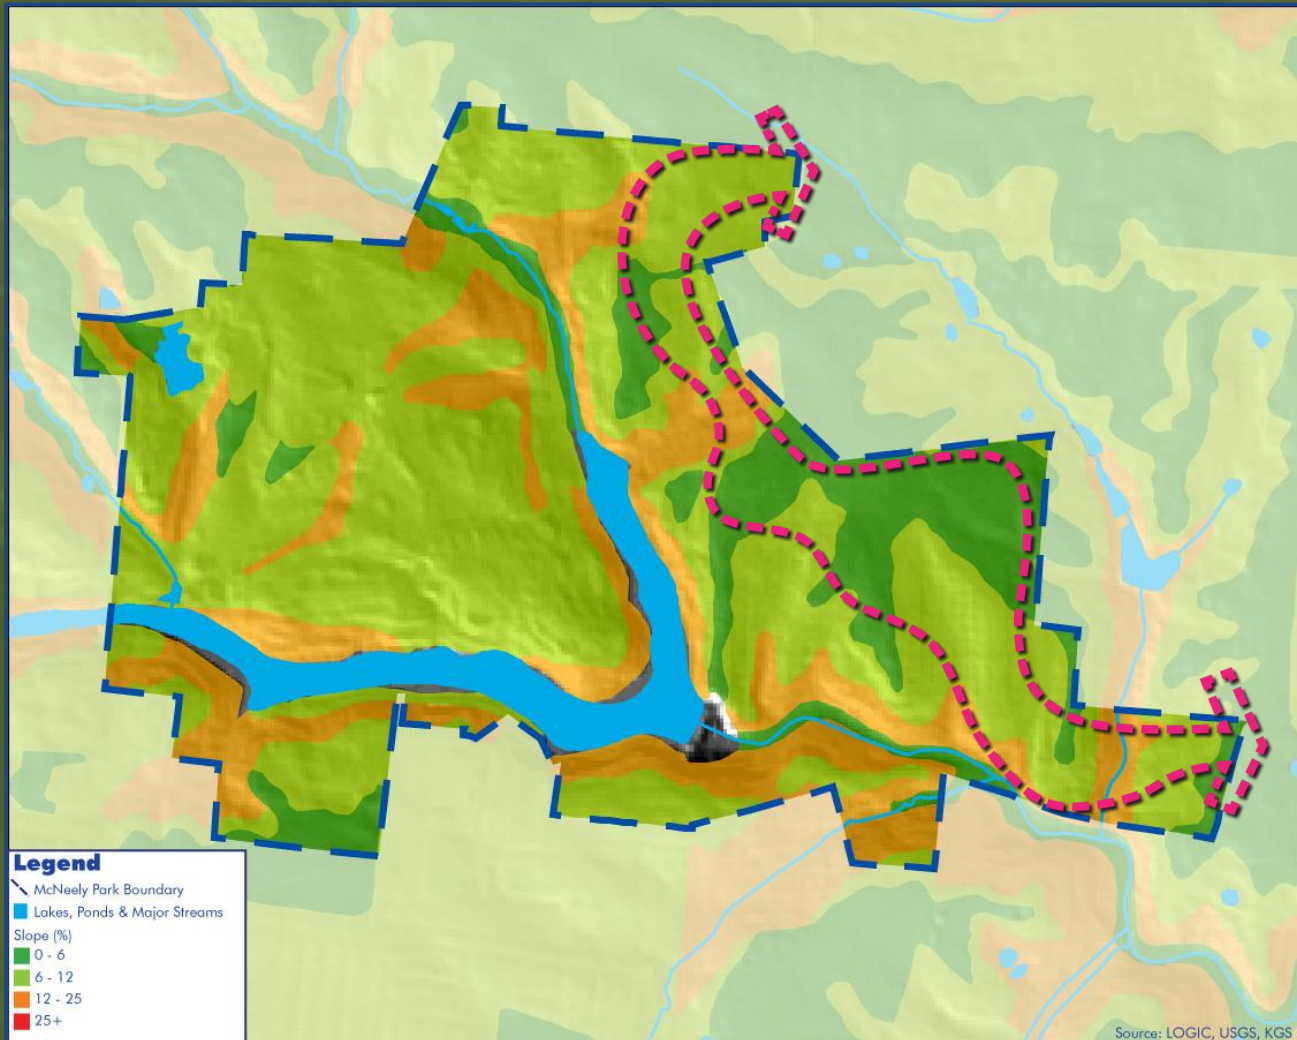 Legend
McNeely Park Boundary
Lakes, Ponds & Major Streams
Slope (%)
0 - 6
6 - 12
12 - 25
25+
Source: LOGIC, USGS, KGS